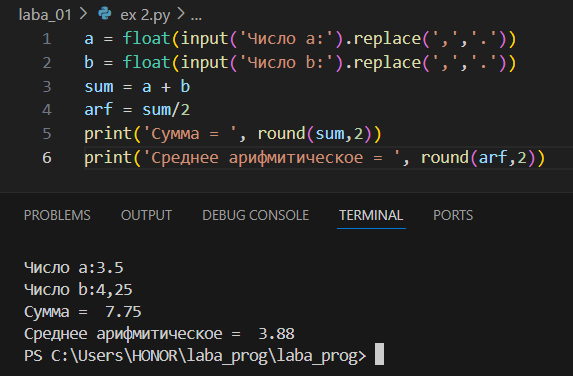 laba_01 > ex 2.py > ...
1 a = float(input('Число a:').replace(',','.'))
2 b = float(input('Число b:').replace(',','.'))
3 sum = a + b
4 arf = sum/2
5 print('Сумма = ', round(sum,2))
6 print('Среднее арифмитическое = ', round(arf,2))
PROBLEMS OUTPUT DEBUG CONSOLE TERMINAL PORTS
Число a:3.5
Число b:4,25
Сумма =  7.75
Среднее арифмитическое =  3.88
PS C:\Users\HONOR\laba_prog\laba_prog>